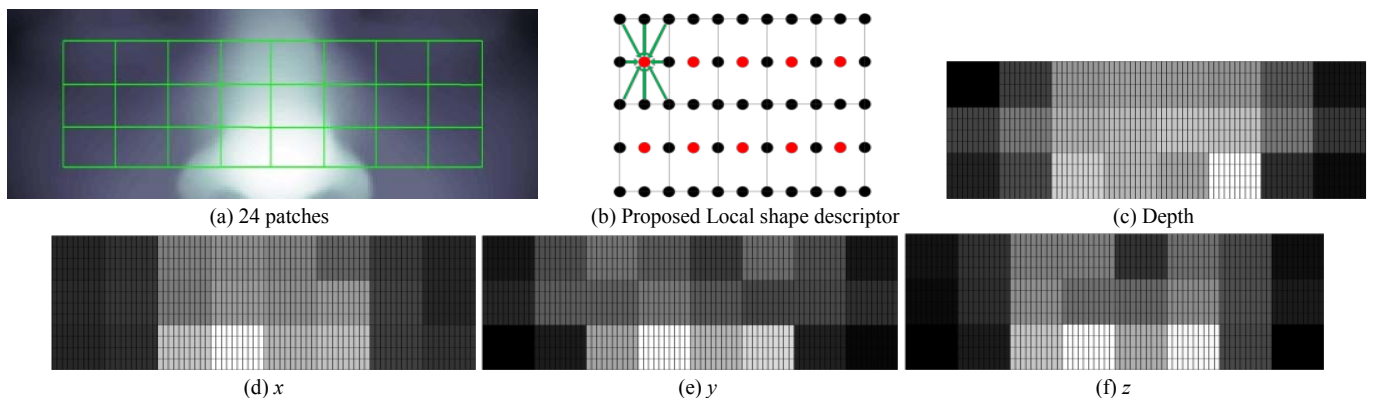 (a) 24 patches
(b) Proposed Local shape descriptor
(c) Depth
(d) x
(e) y
(f) z